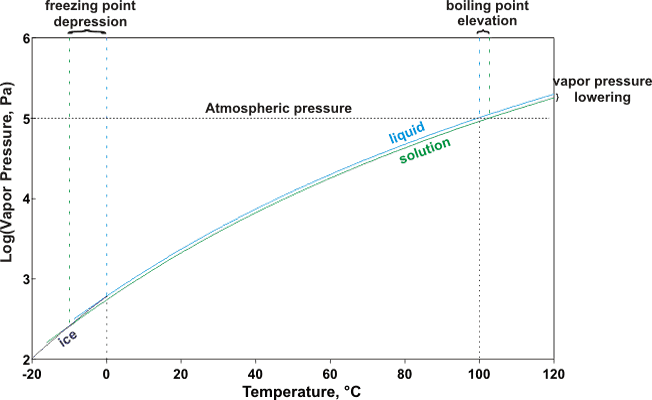 freezing point
depression
boiling point
elevation
6
vapor pressure
lowering
Atmospheric pressure
5
liquid
solution
4
Log(Vapor Pressure, Pa)
3
ice
2
-20
0
20
40
60
80
100
120
Temperature, °C